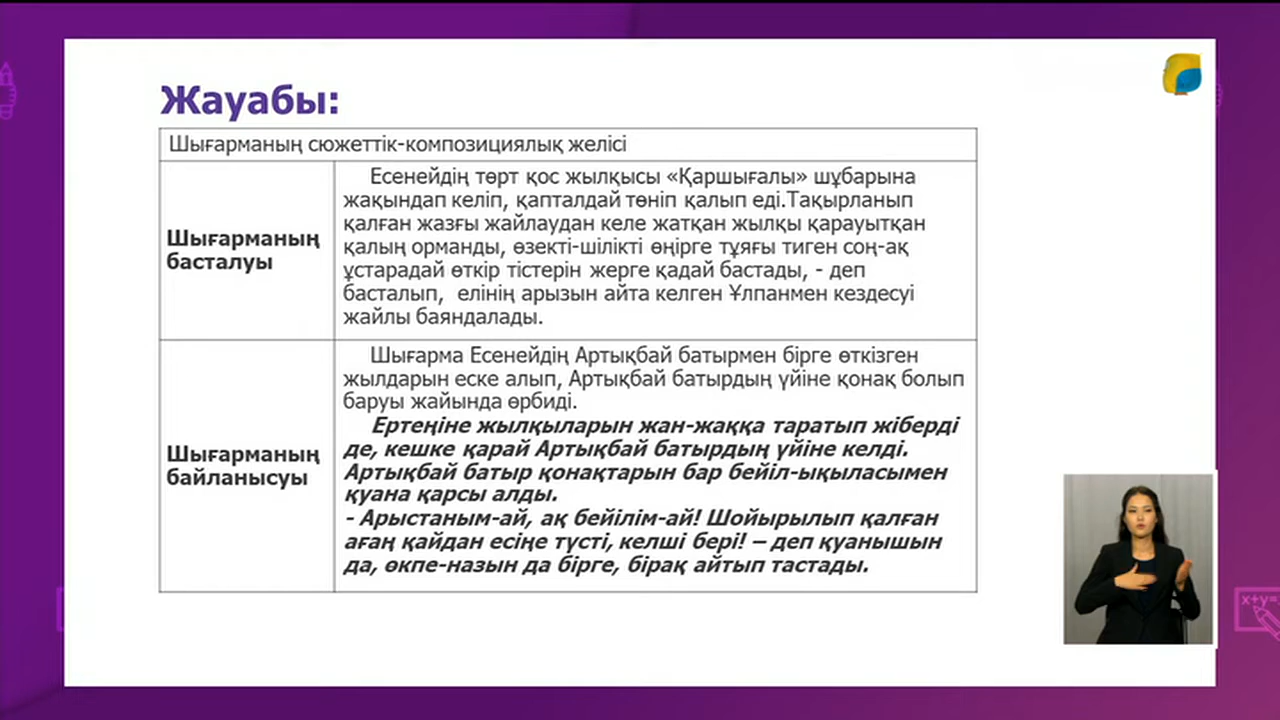 Жауабы:
Шығарманың сюжеттік-композициялық желісі
Шығарманың
басталуы
Есенейдің төрт қос жылқысы «Қаршығалы» шұбарына
жақындап келіп, қапталдай төніп қалып еді.Тақырланып
қалған жазғы жайлаудан келе жатқан жылқы қарауытқан
қалың орманды, өзекті-шілікті өңірге тұяғы тиген соң-ақ
ұстарадай өткір тістерін жерге қадай бастады, - деп
басталып, елінің арызын айта келген Ұлпанмен кездесуі
жайлы баяндалады.
Шығарманың
байланысуы
Шығарма Есенейдің Артықбай батырмен бірге өткізген
жылдарын еске алып, Артықбай батырдың үйіне қонақ болып
баруы жайында өрбиді.
Ертеңіне жылқыларын жан-жаққа таратып жіберді
де, кешке қарай Артықбай батырдың үйіне келді.
Артықбай батыр қонақтарын бар бейіл-ықыласымен
қуана қарсы алды.
- Арыстаным-ай, ақ бейілім-ай! Шойырылып қалған
ағаң қайдан есіңе түсті, келші бері! – деп қуанышын
да, өкпе-назын да бірге, бірақ айтып тастады.
x+y=